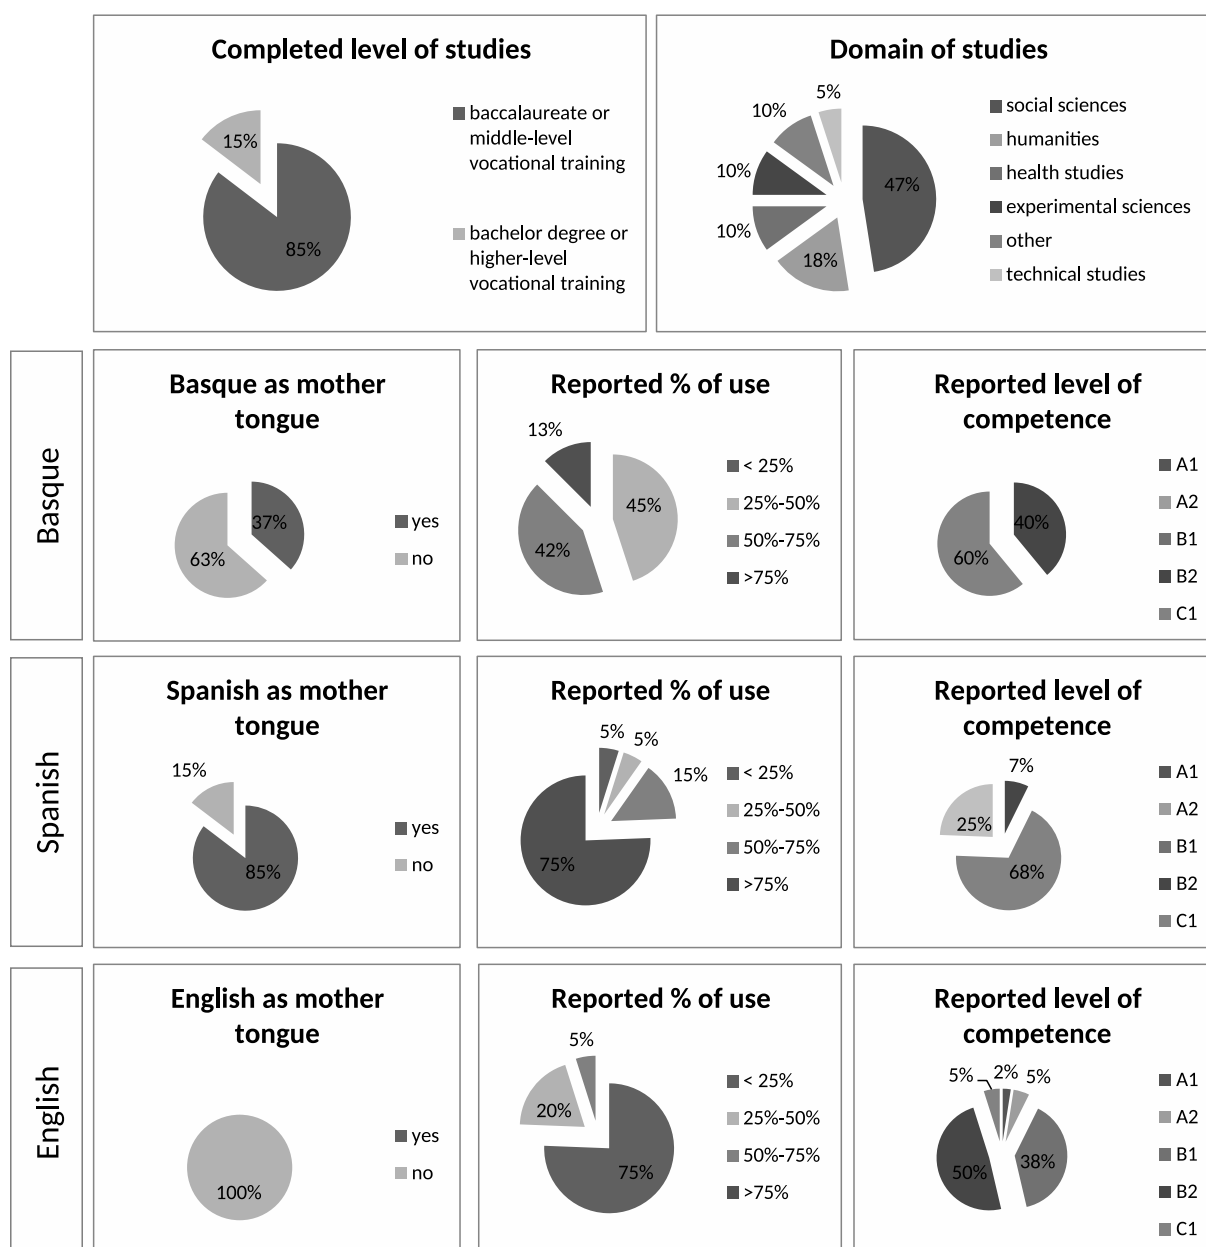 Completed level of studies
15%
85%
baccalaureate or
middle-level
vocational training
bachelor degree or
higher-level
vocational training
Domain of studies
5%
10%
10%
10%
47%
18%
social sciences
humanities
health studies
experimental sciences
other
technical studies
Basque
Basque as mother
tongue
37%
63%
yes
no
Reported % of use
13%
45%
42%
< 25%
25%-50%
50%-75%
>75%
Reported level of
competence
40%
60%
A1
A2
B1
B2
C1
Spanish
Spanish as mother
tongue
15%
85%
yes
no
Reported % of use
5%
5%
15%
75%
< 25%
25%-50%
50%-75%
>75%
Reported level of
competence
7%
25%
68%
A1
A2
B1
B2
C1
English
English as mother
tongue
100%
yes
no
Reported % of use
5%
20%
75%
< 25%
25%-50%
50%-75%
>75%
Reported level of
competence
5%
2%
5%
50%
38%
A1
A2
B1
B2
C1